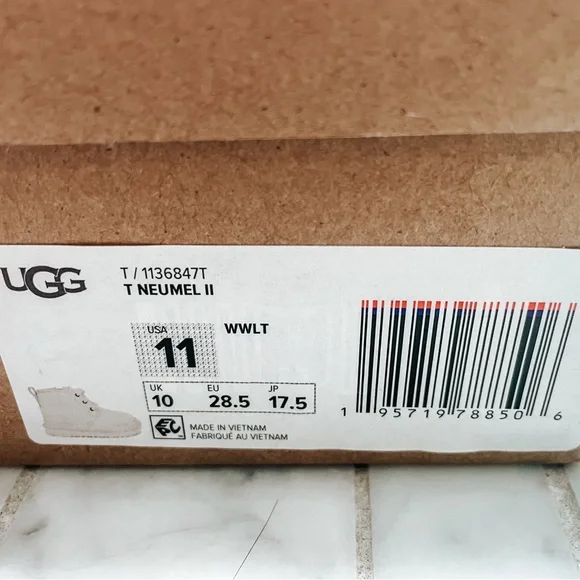 UGG
T / 1136847T
T NEUMEL II
USA
11
WWLT
UK EU JP
10 28.5 17.5
MADE IN VIETNAM
FABRIQUÉ AU VIETNAM
1 95719 78850 6